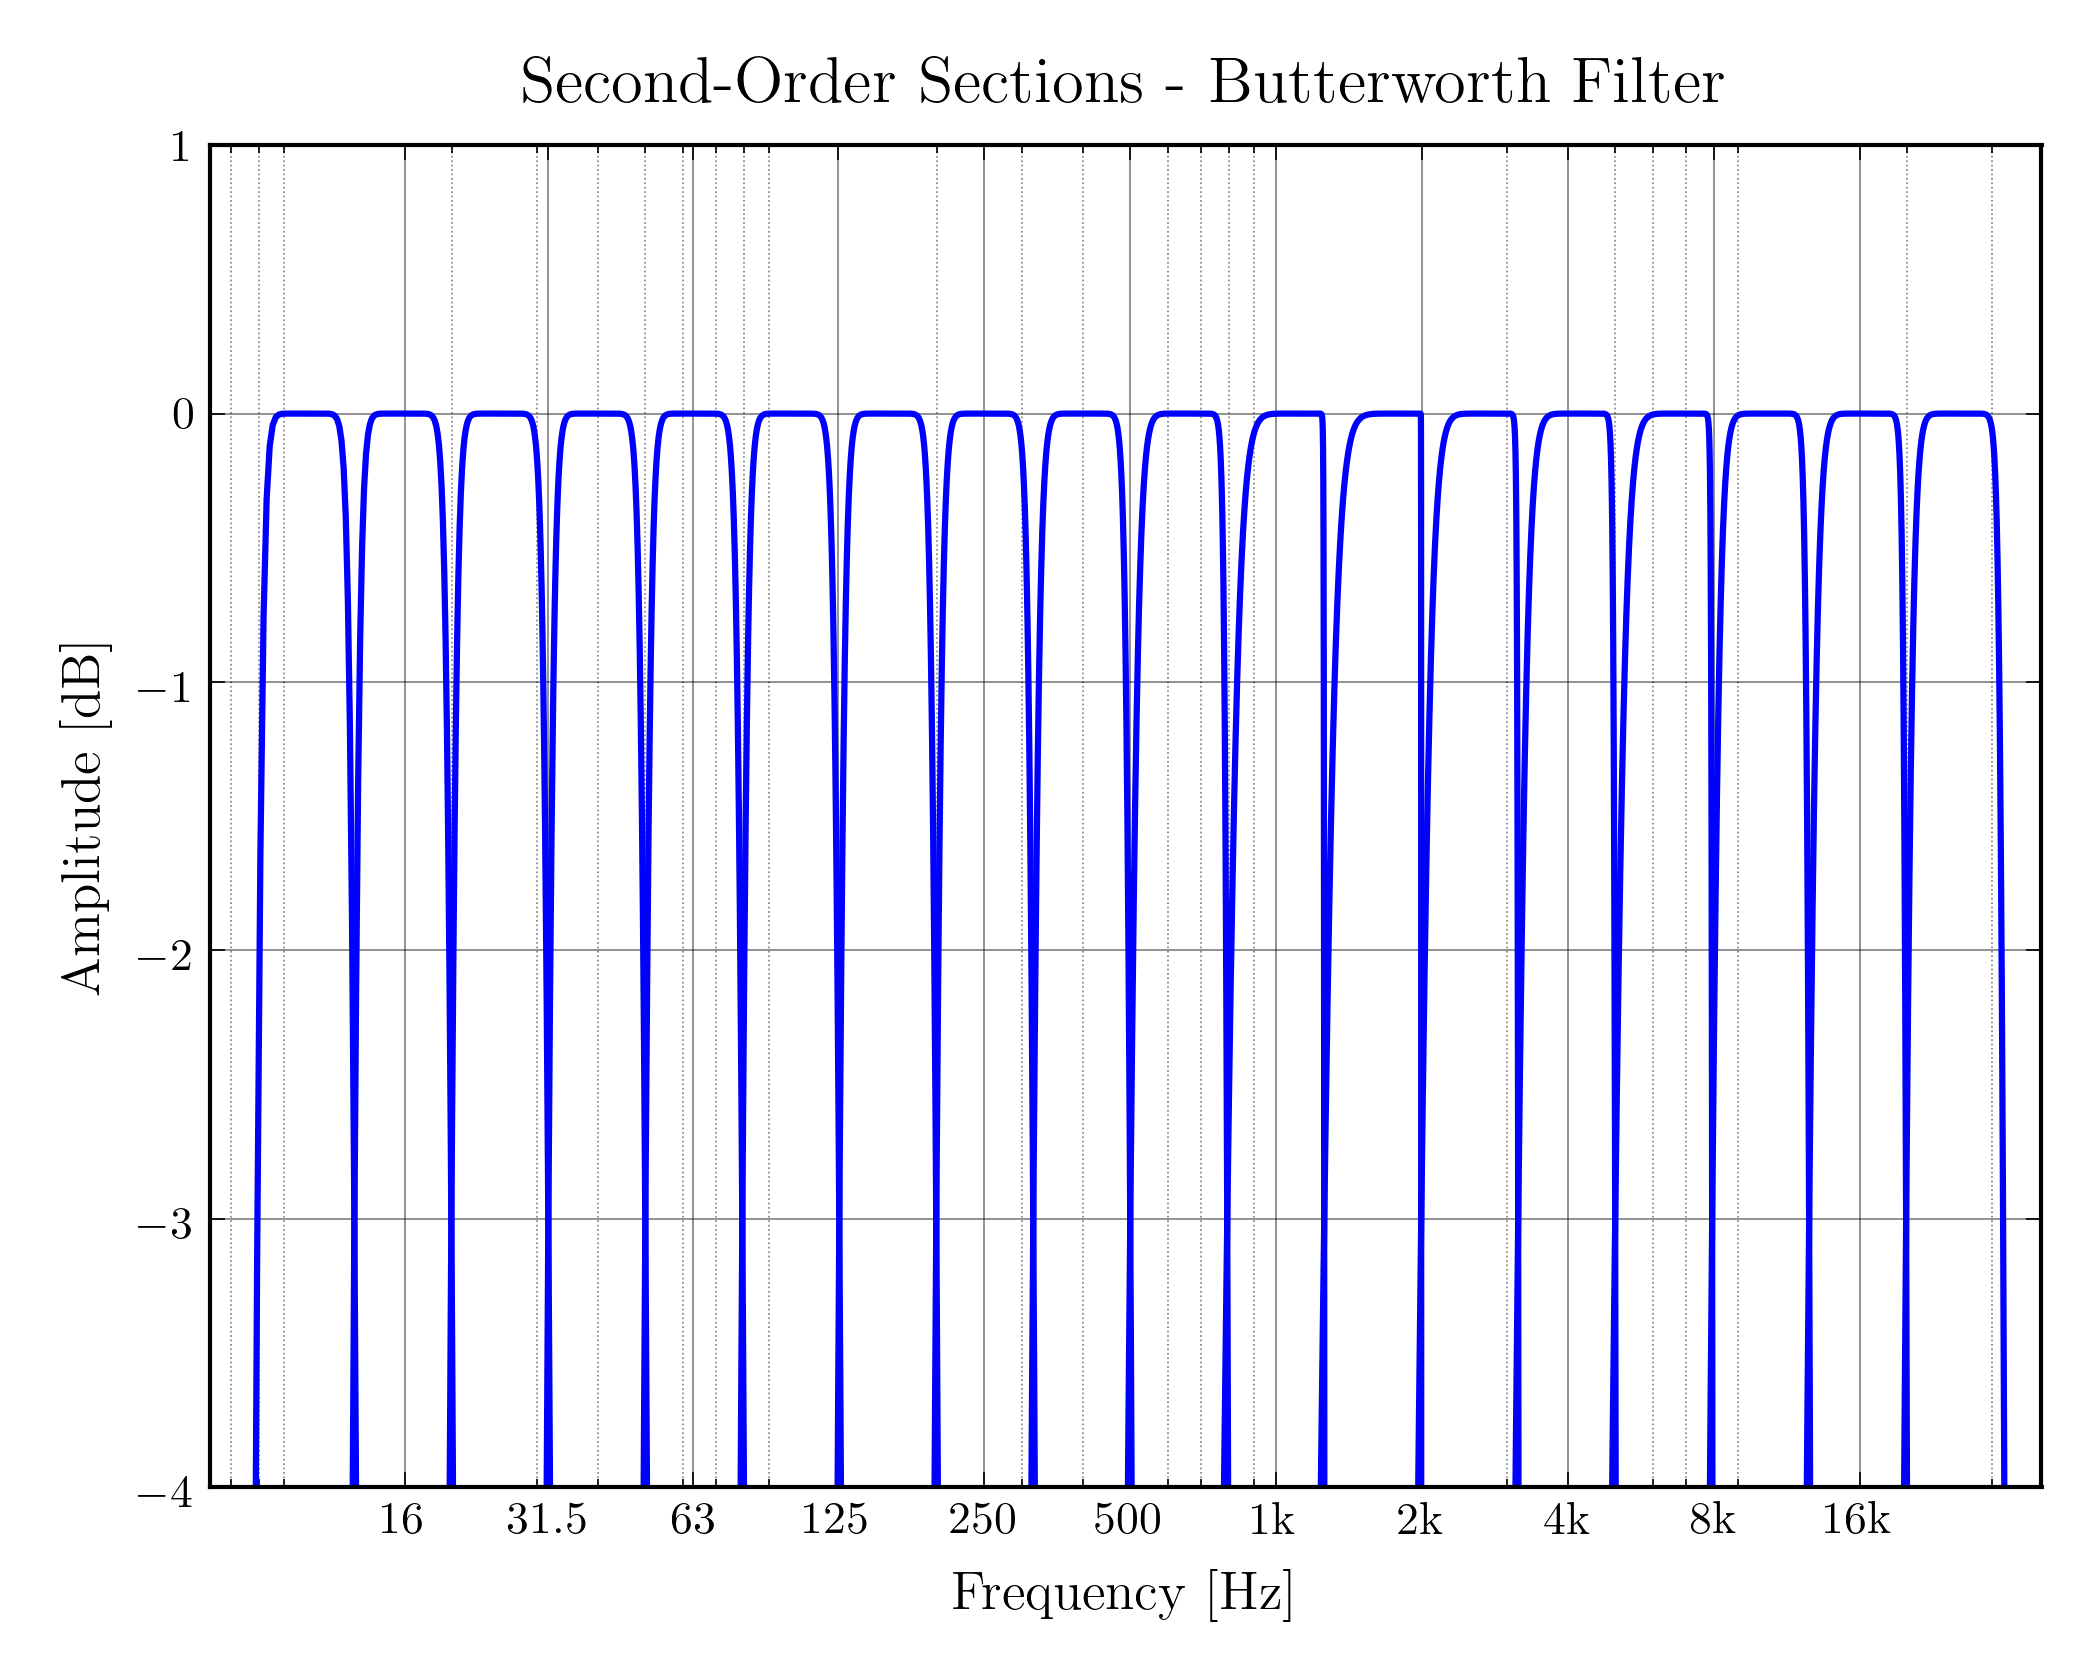 Second-Order Sections - Butterworth Filter
1
0
−1
−2
−3
−4
Amplitude [dB]
16 31.5 63 125 250 500 1k 2k 4k 8k 16k
Frequency [Hz]